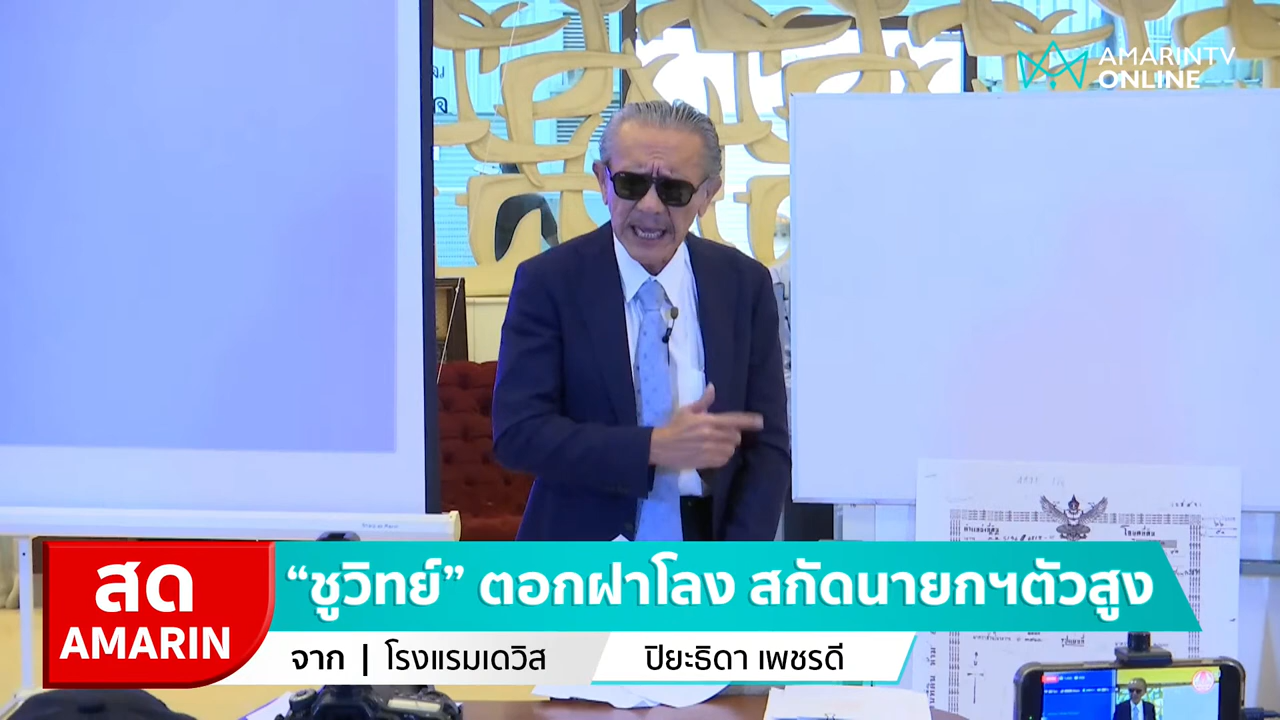 AMARINTV
ONLINE
สด
AMARIN
“ชูวิทย์” ตอกฝาโลง สกัดนายกฯตัวสูง
จาก | โรงแรมเดวิส
ปิยะธิดา เพชรดี